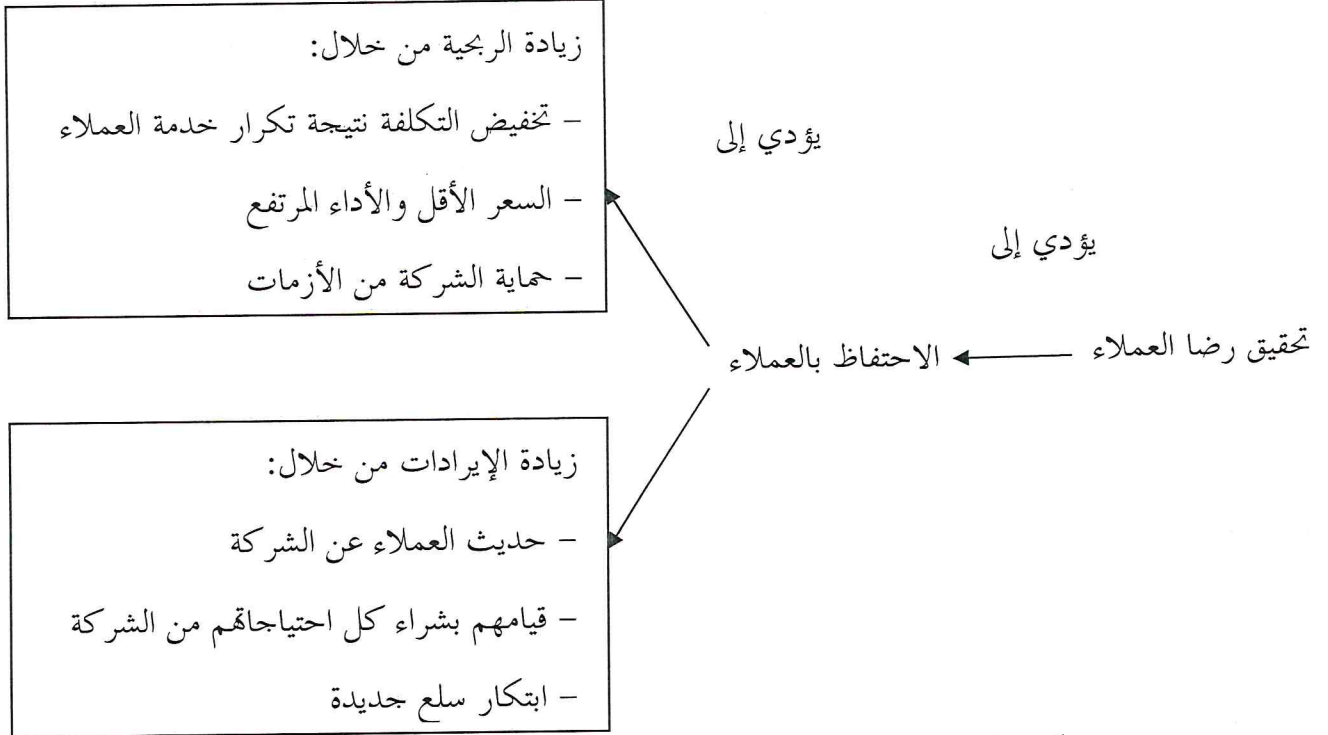 زيادة الربحية من خلال:
– تخفيض التكلفة نتيجة تكرار خدمة العملاء
– السعر الأقل والأداء المرتفع
– حماية الشركة من الأزمات
يؤدي إلى
يؤدي إلى
تحقيق رضا العملاء
الاحتفاظ بالعملاء
زيادة الإيرادات من خلال:
– حديث العملاء عن الشركة
– قيامهم بشراء كل احتياجاتهم من الشركة
– ابتكار سلع جديدة